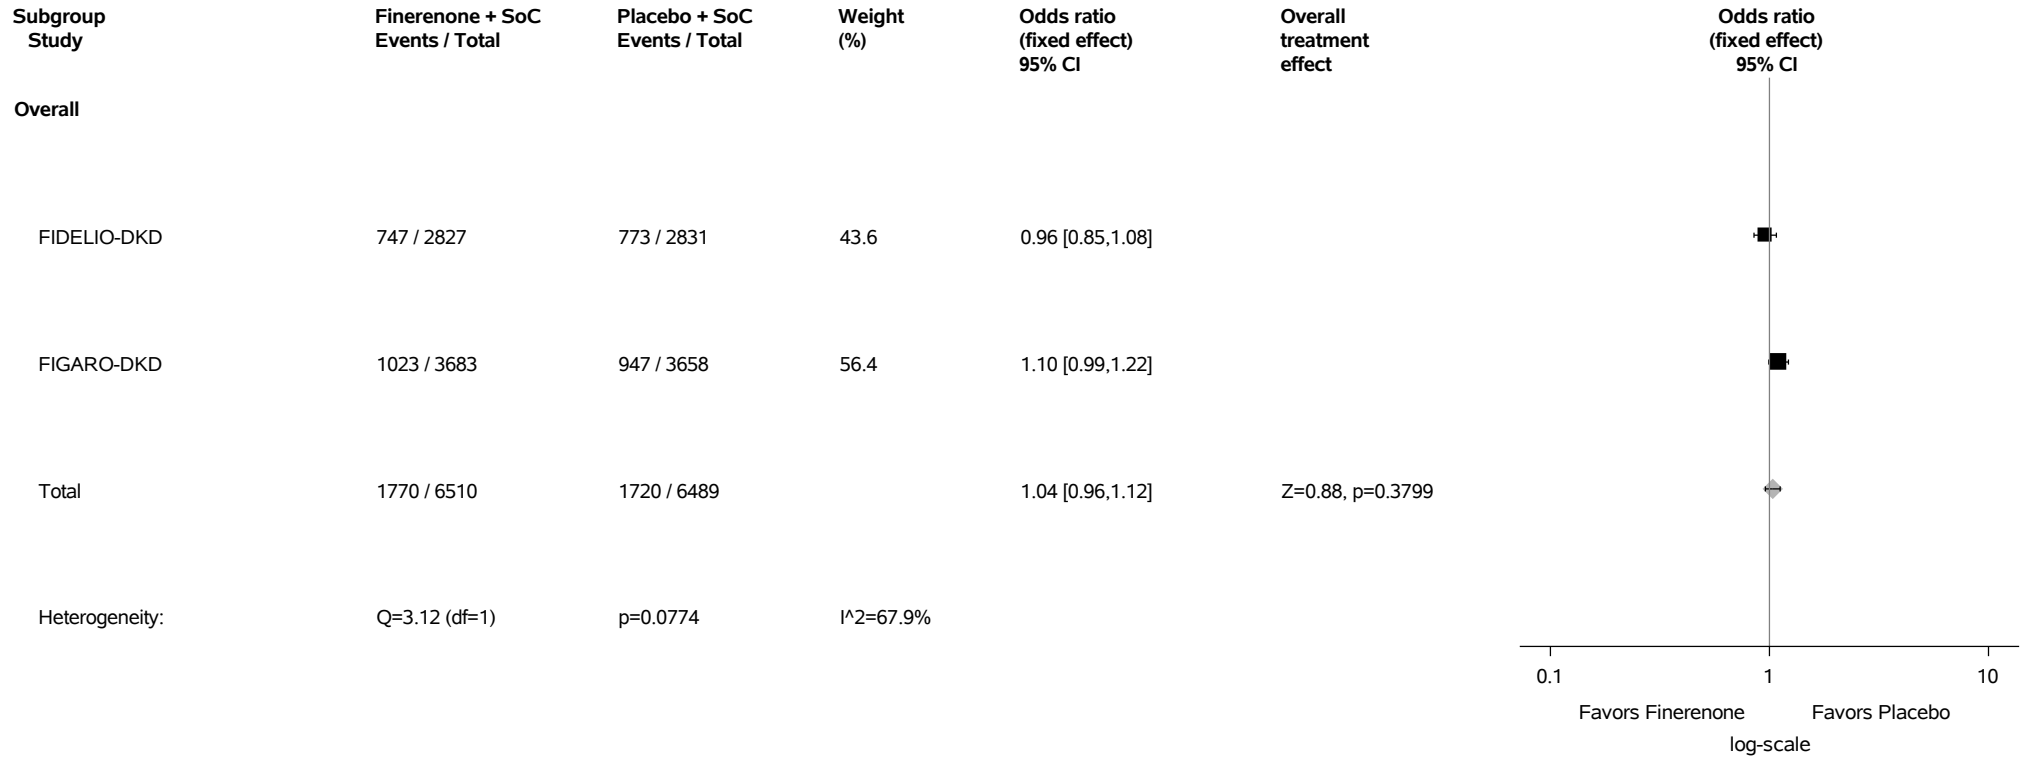 Subgroup Finerenone + SoC Placebo + SoC Weight Odds ratio Overall Odds ratio
Study Events / Total Events / Total (%) (fixed effect) treatment (fixed effect)
95% CI effect 95% CI
Overall
FIDELIO-DKD 747 / 2827 773 / 2831 43.6 0.96 [0.85,1.08]
FIGARO-DKD 1023 / 3683 947 / 3658 56.4 1.10 [0.99,1.22]
Total 1770 / 6510 1720 / 6489 1.04 [0.96,1.12] Z=0.88, p=0.3799
Heterogeneity: Q=3.12 (df=1) p=0.0774 I^2=67.9%
0.1 1 10
Favors Finerenone Favors Placebo
log-scale